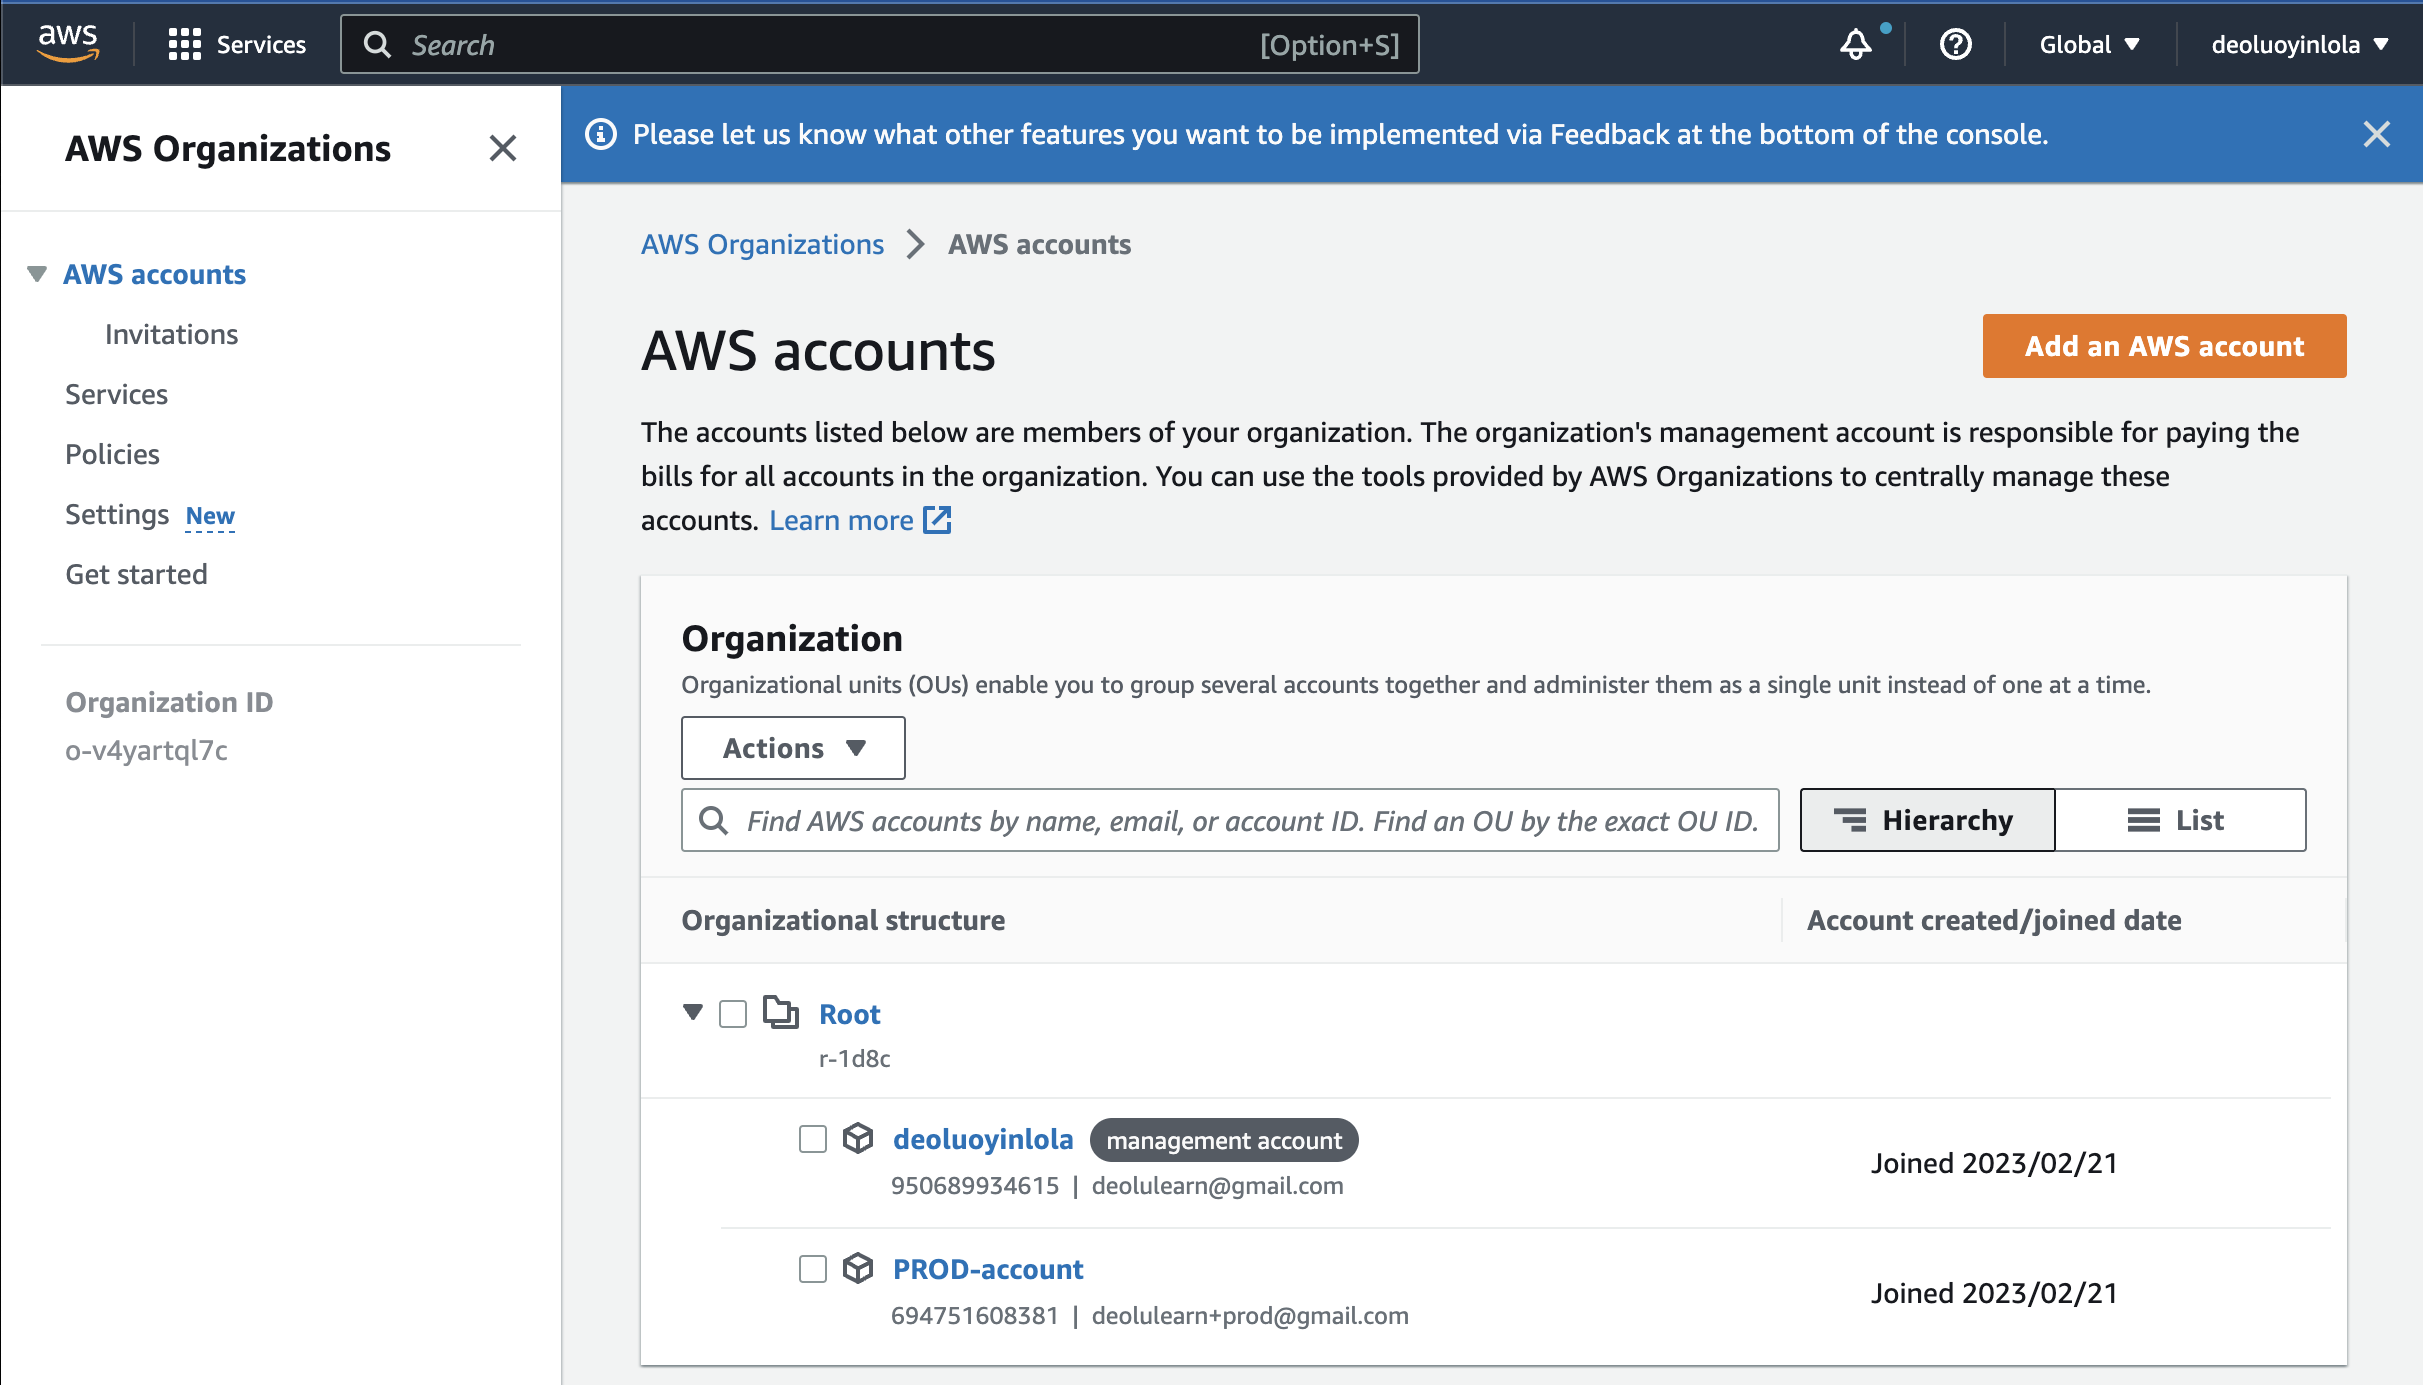 aws Services Search [Option+S] Global deoluoyinlola
AWS Organizations
AWS accounts
Invitations
Services
Policies
Settings New
Get started
Organization ID
o-v4yartql7c
Please let us know what other features you want to be implemented via Feedback at the bottom of the console.
AWS Organizations AWS accounts
AWS accounts
Add an AWS account
The accounts listed below are members of your organization. The organization's management account is responsible for paying the
bills for all accounts in the organization. You can use the tools provided by AWS Organizations to centrally manage these
accounts. Learn more
Organization
Organizational units (OUs) enable you to group several accounts together and administer them as a single unit instead of one at a time.
Actions
Find AWS accounts by name, email, or account ID. Find an OU by the exact OU ID. Hierarchy List
Organizational structure Account created/joined date
Root
r-1d8c
deoluoyinlola management account
950689934615 | deolulearn@gmail.com
Joined 2023/02/21
PROD-account
694751608381 | deolulearn+prod@gmail.com
Joined 2023/02/21